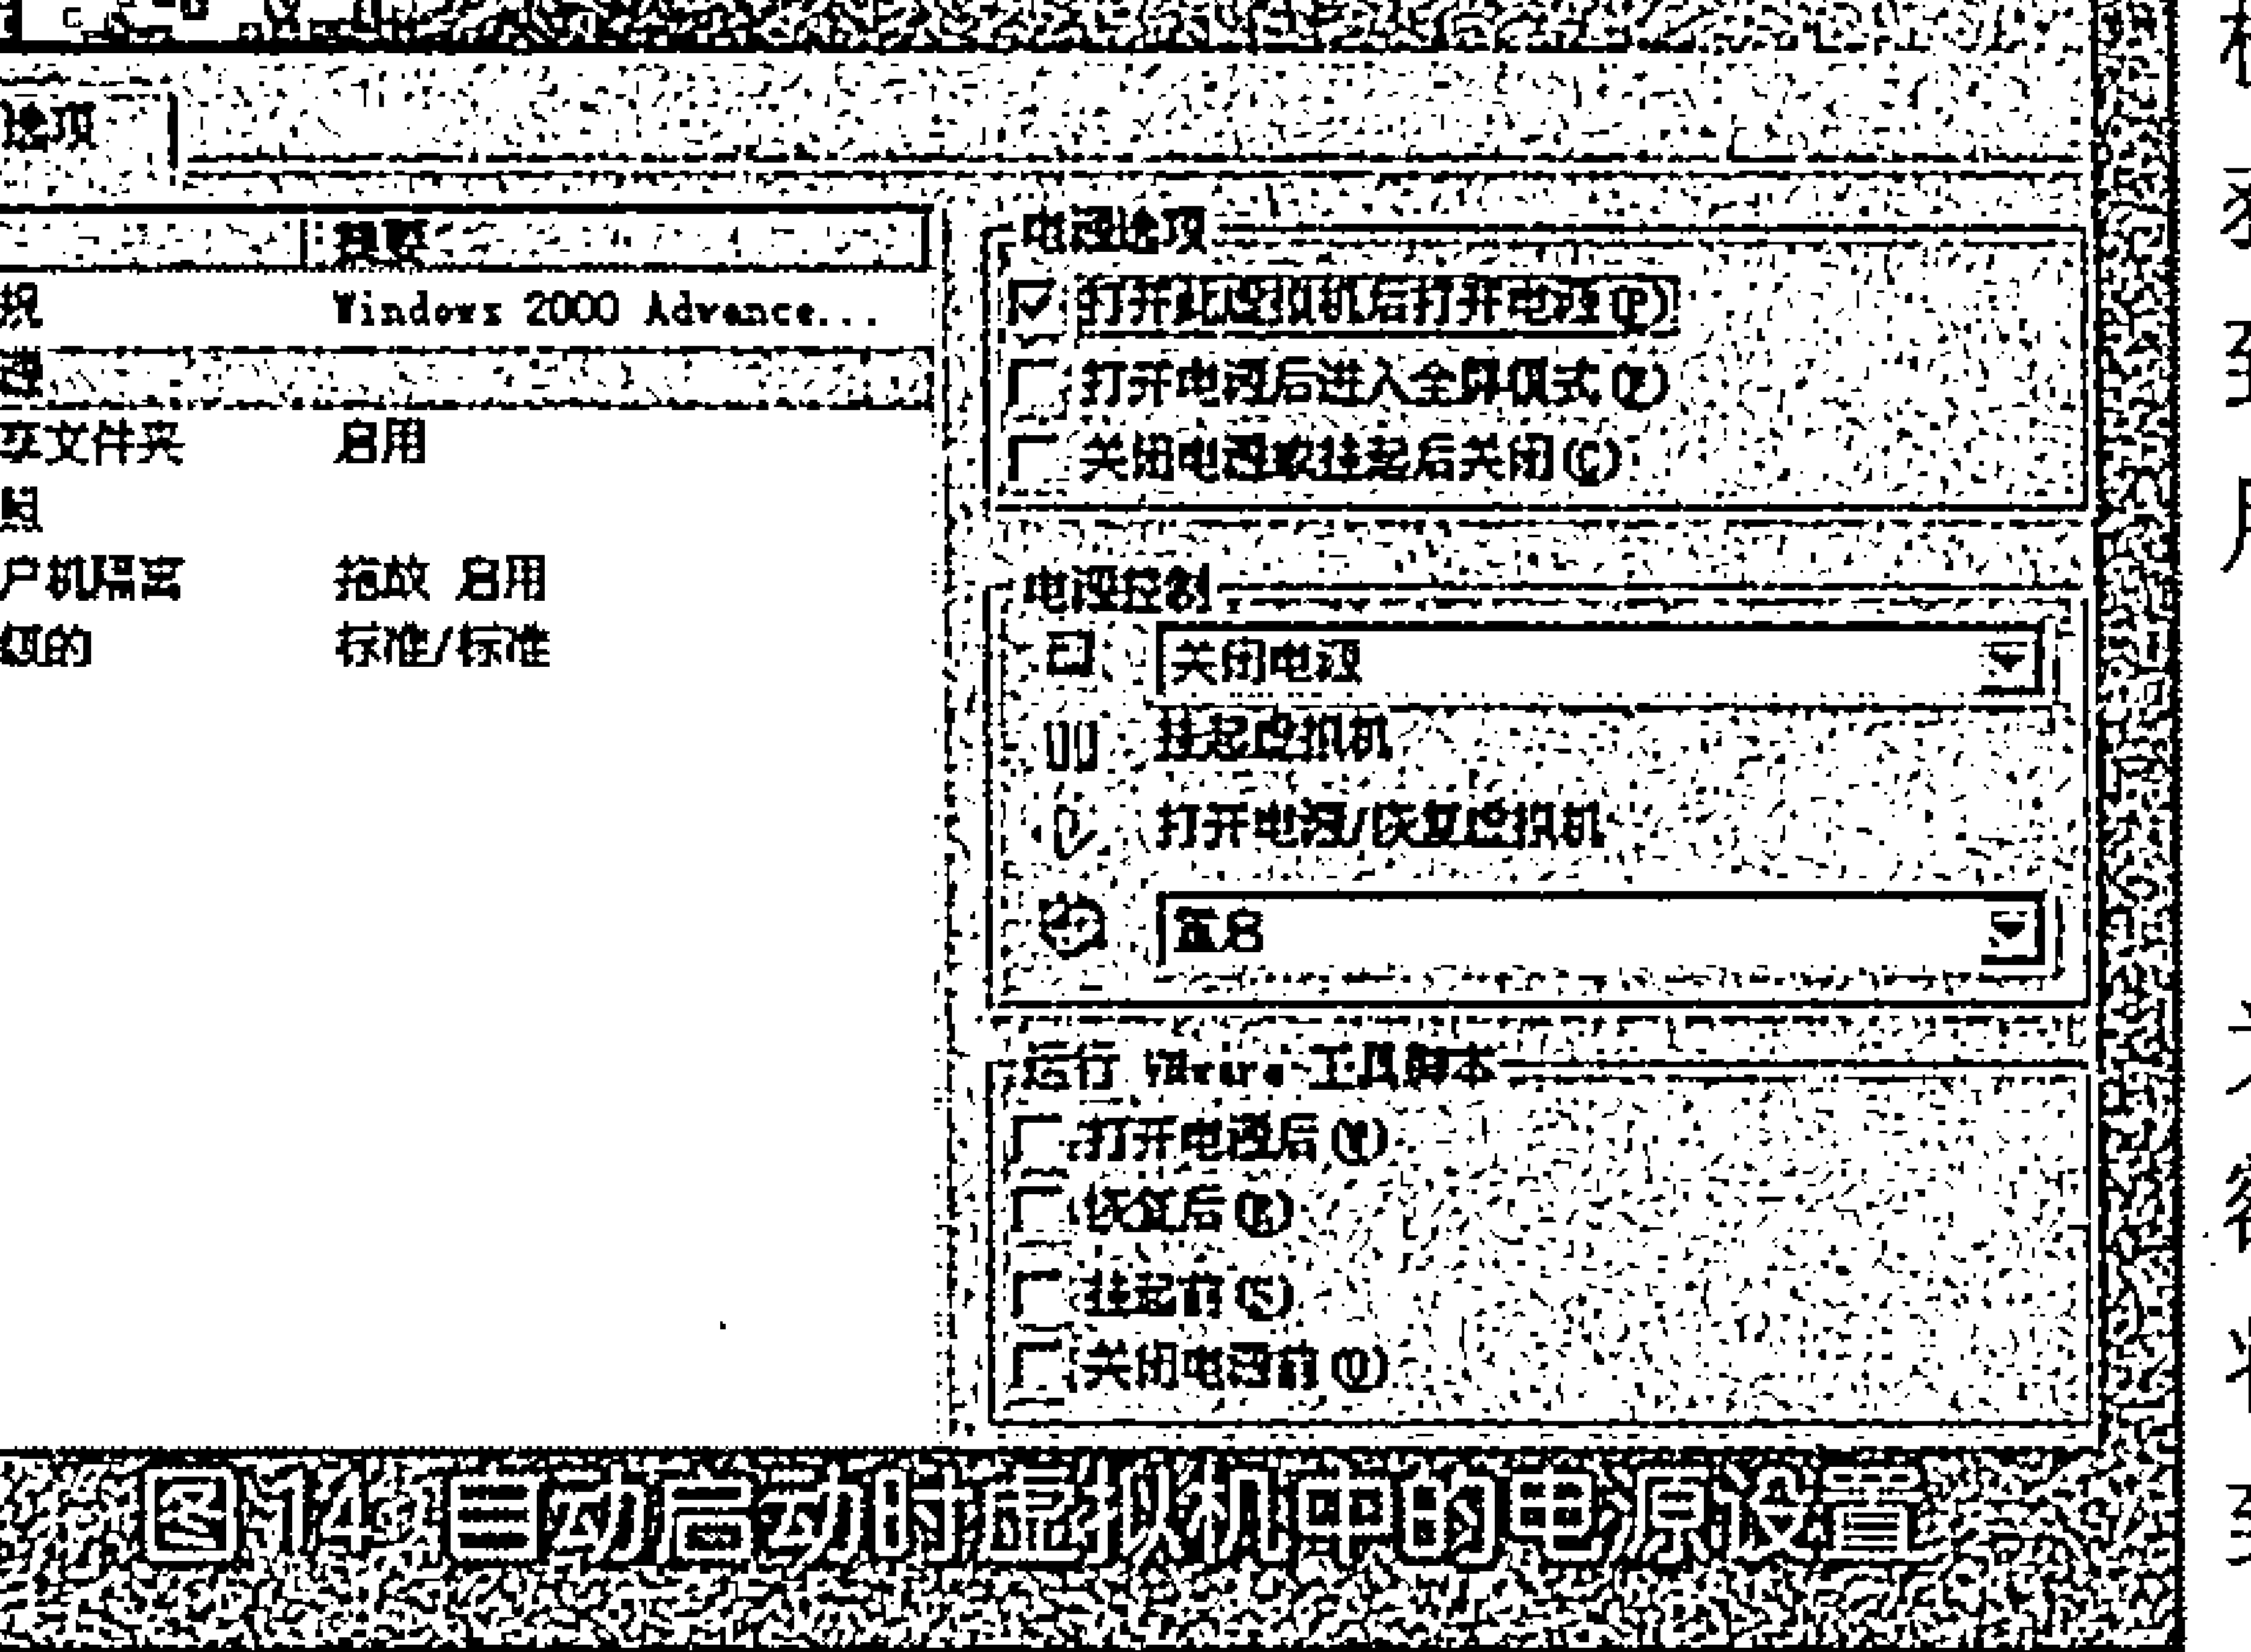 选项
摘要
规 Windows 2000 Advance...
源
享文件夹 启用
照
户机隔离 拖放 启用
级的 标准/标准
电源选项
打开此虚拟机后打开电源(P)
打开电源后进入全屏模式(F)
关闭电源或挂起后关闭(C)
电源控制
关闭电源
挂起虚拟机
打开电源/恢复虚拟机
重启
运行 VMware 工具脚本
打开电源后(W)
恢复后(R)
挂起前(S)
关闭电源前(O)
图 14 自动启动时虚拟机中的电源设置